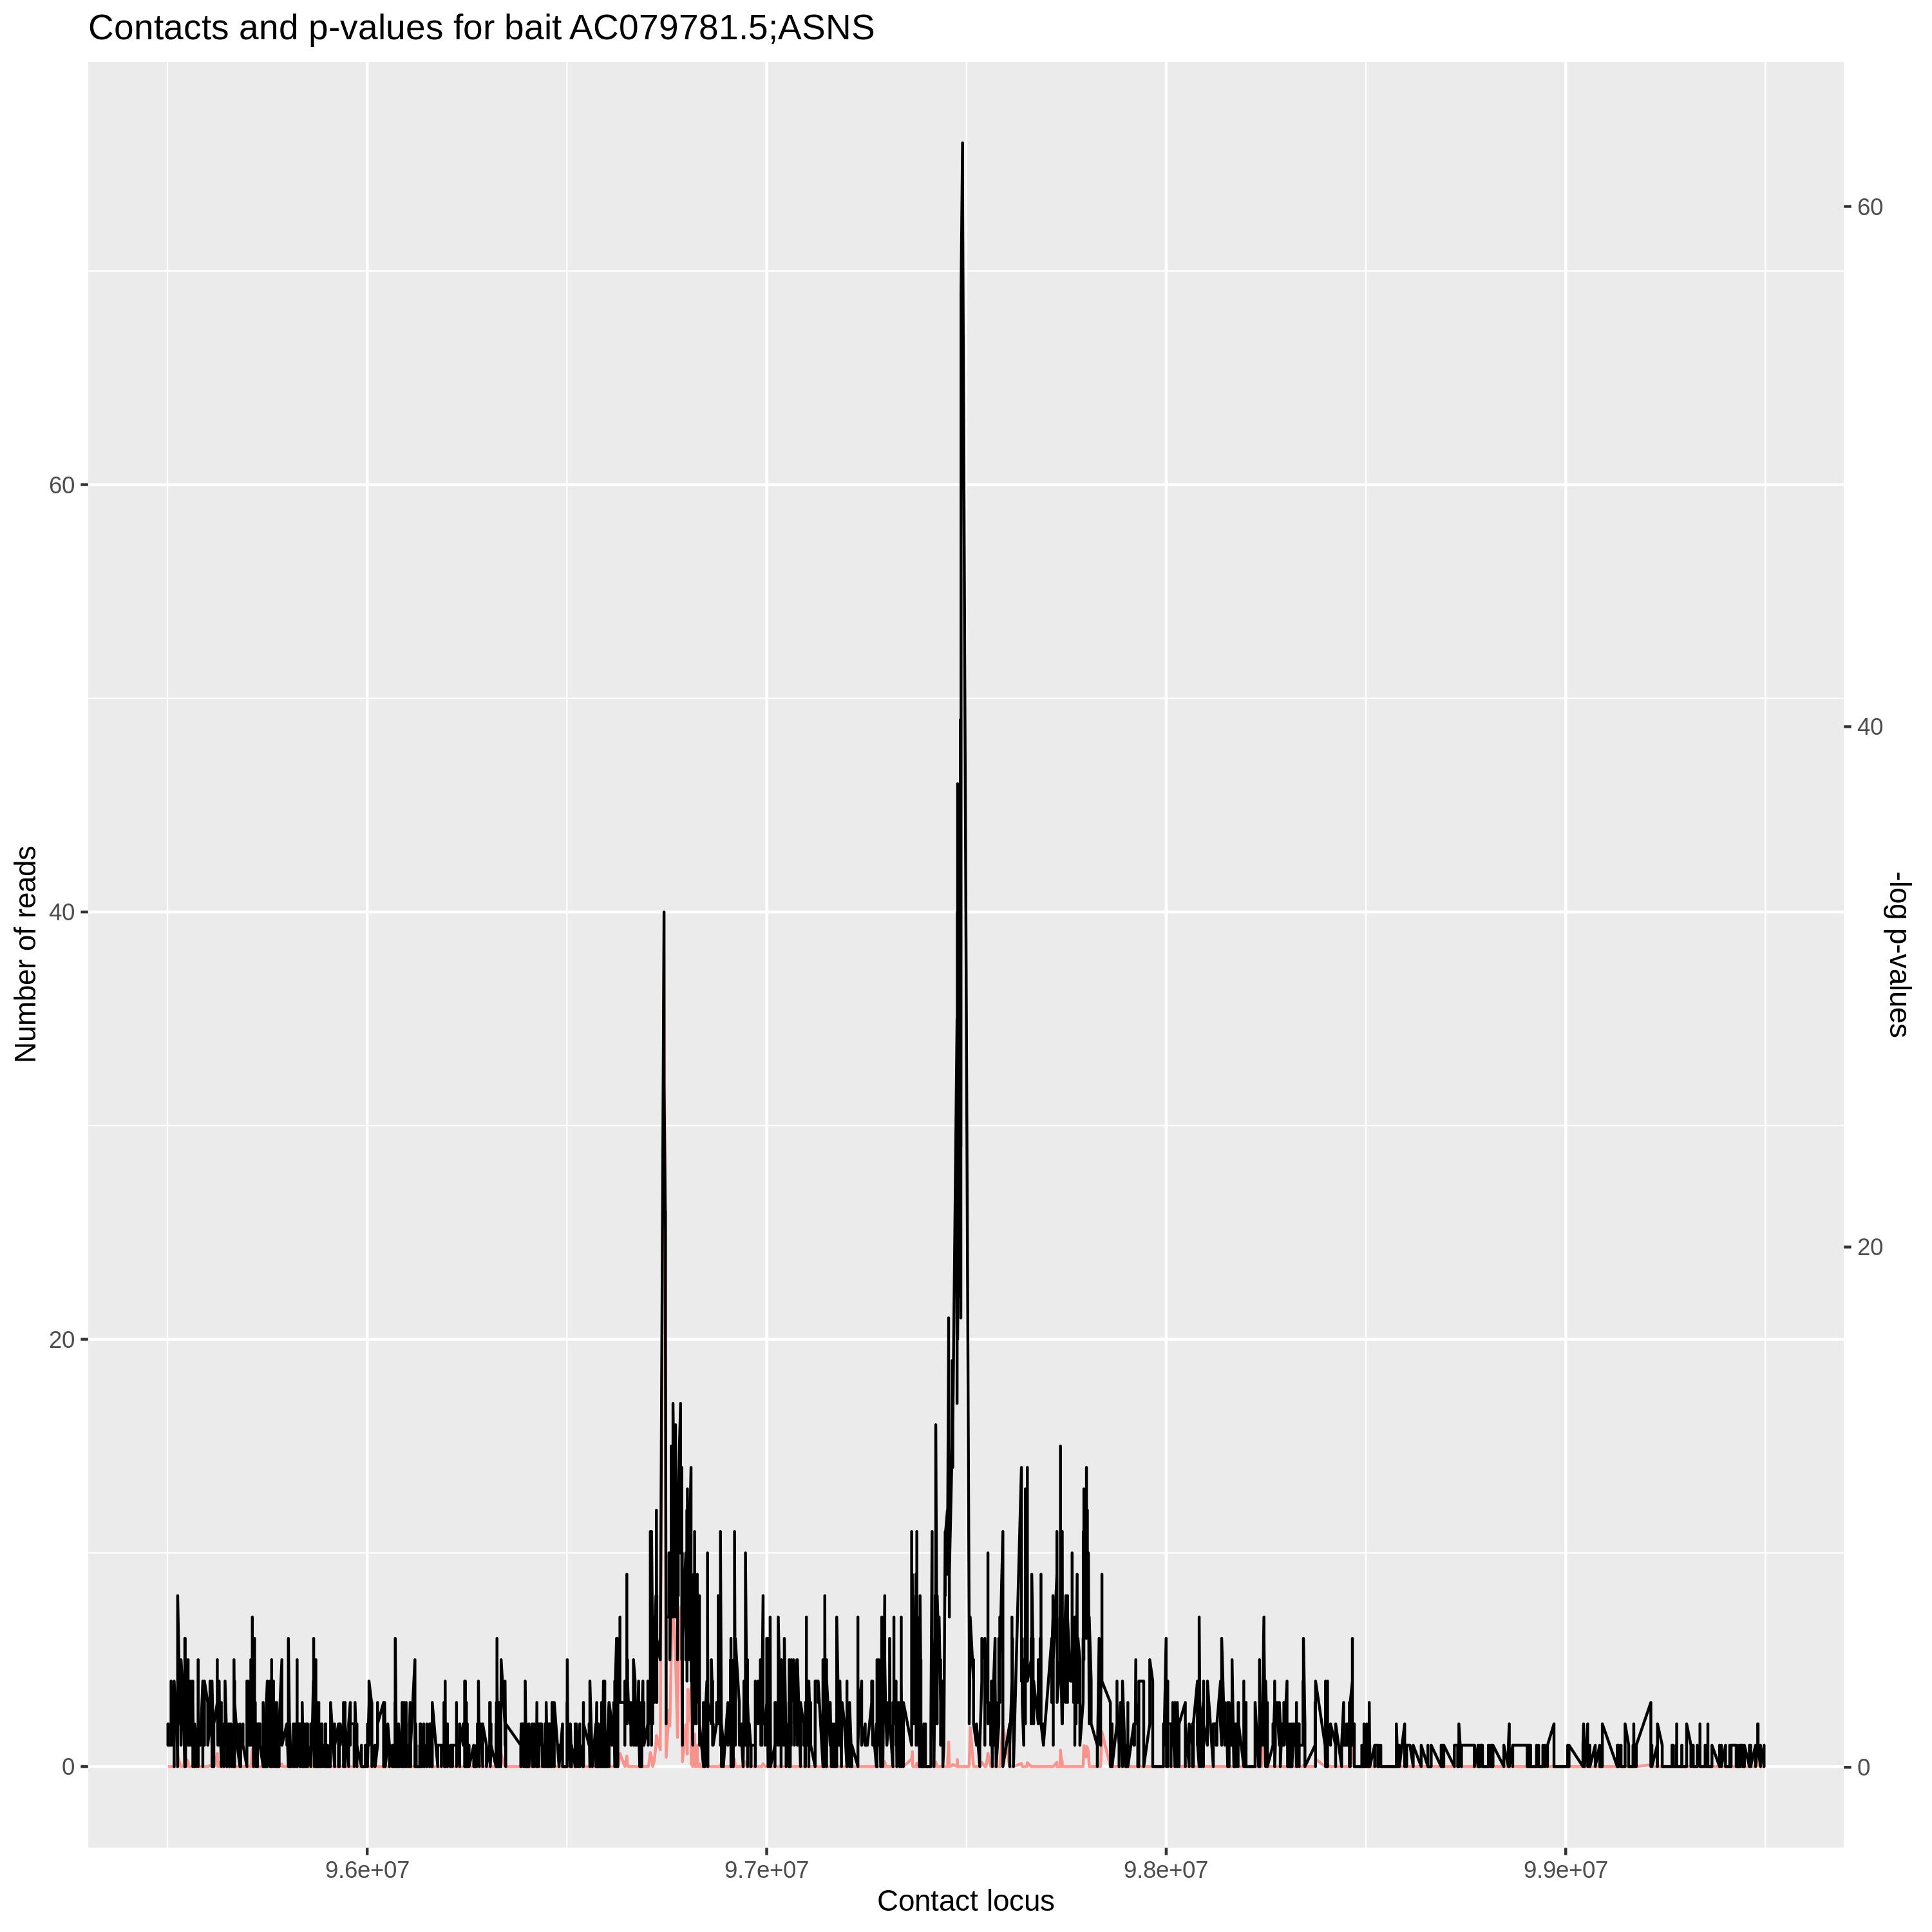 Contacts and p-values for bait AC079781.5;ASNS
60
40
20
0
Number of reads
60
40
20
0
-log p-values
9.6e+07
9.7e+07
9.8e+07
9.9e+07
Contact locus